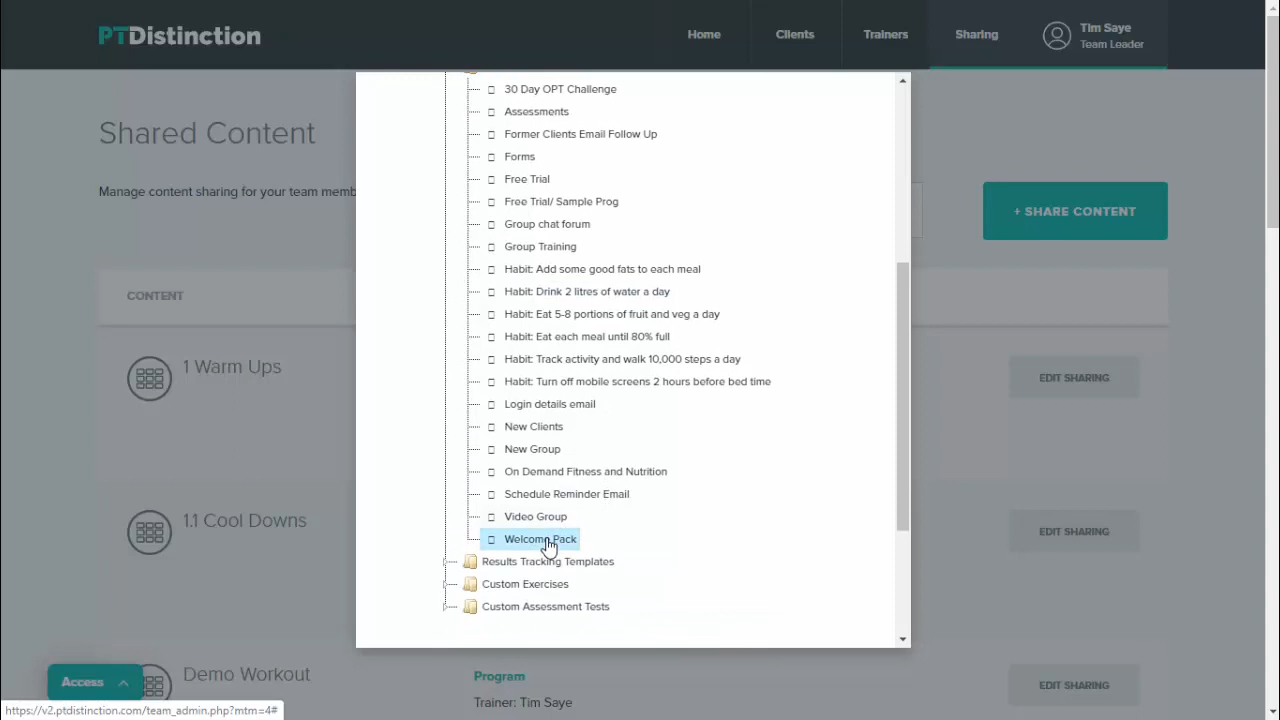 PTDistinction
Home
Clients
Trainers
Sharing
Tim Saye
Team Leader
Shared Content
Manage content sharing for your team memb
+ SHARE CONTENT
CONTENT
30 Day OPT Challenge
Assessments
Former Clients Email Follow Up
Forms
Free Trial
Free Trial/ Sample Prog
Group chat forum
Group Training
Habit: Add some good fats to each meal
Habit: Drink 2 litres of water a day
Habit: Eat 5-8 portions of fruit and veg a day
Habit: Eat each meal until 80% full
Habit: Track activity and walk 10,000 steps a day
Habit: Turn off mobile screens 2 hours before bed time
Login details email
New Clients
New Group
On Demand Fitness and Nutrition
Schedule Reminder Email
Video Group
Welcome Pack
Results Tracking Templates
Custom Exercises
Custom Assessment Tests
1 Warm Ups
EDIT SHARING
1.1 Cool Downs
EDIT SHARING
Demo Workout
Program
Trainer: Tim Saye
EDIT SHARING
Access
https://v2.ptdistinction.com/team_admin.php?mtm=4#